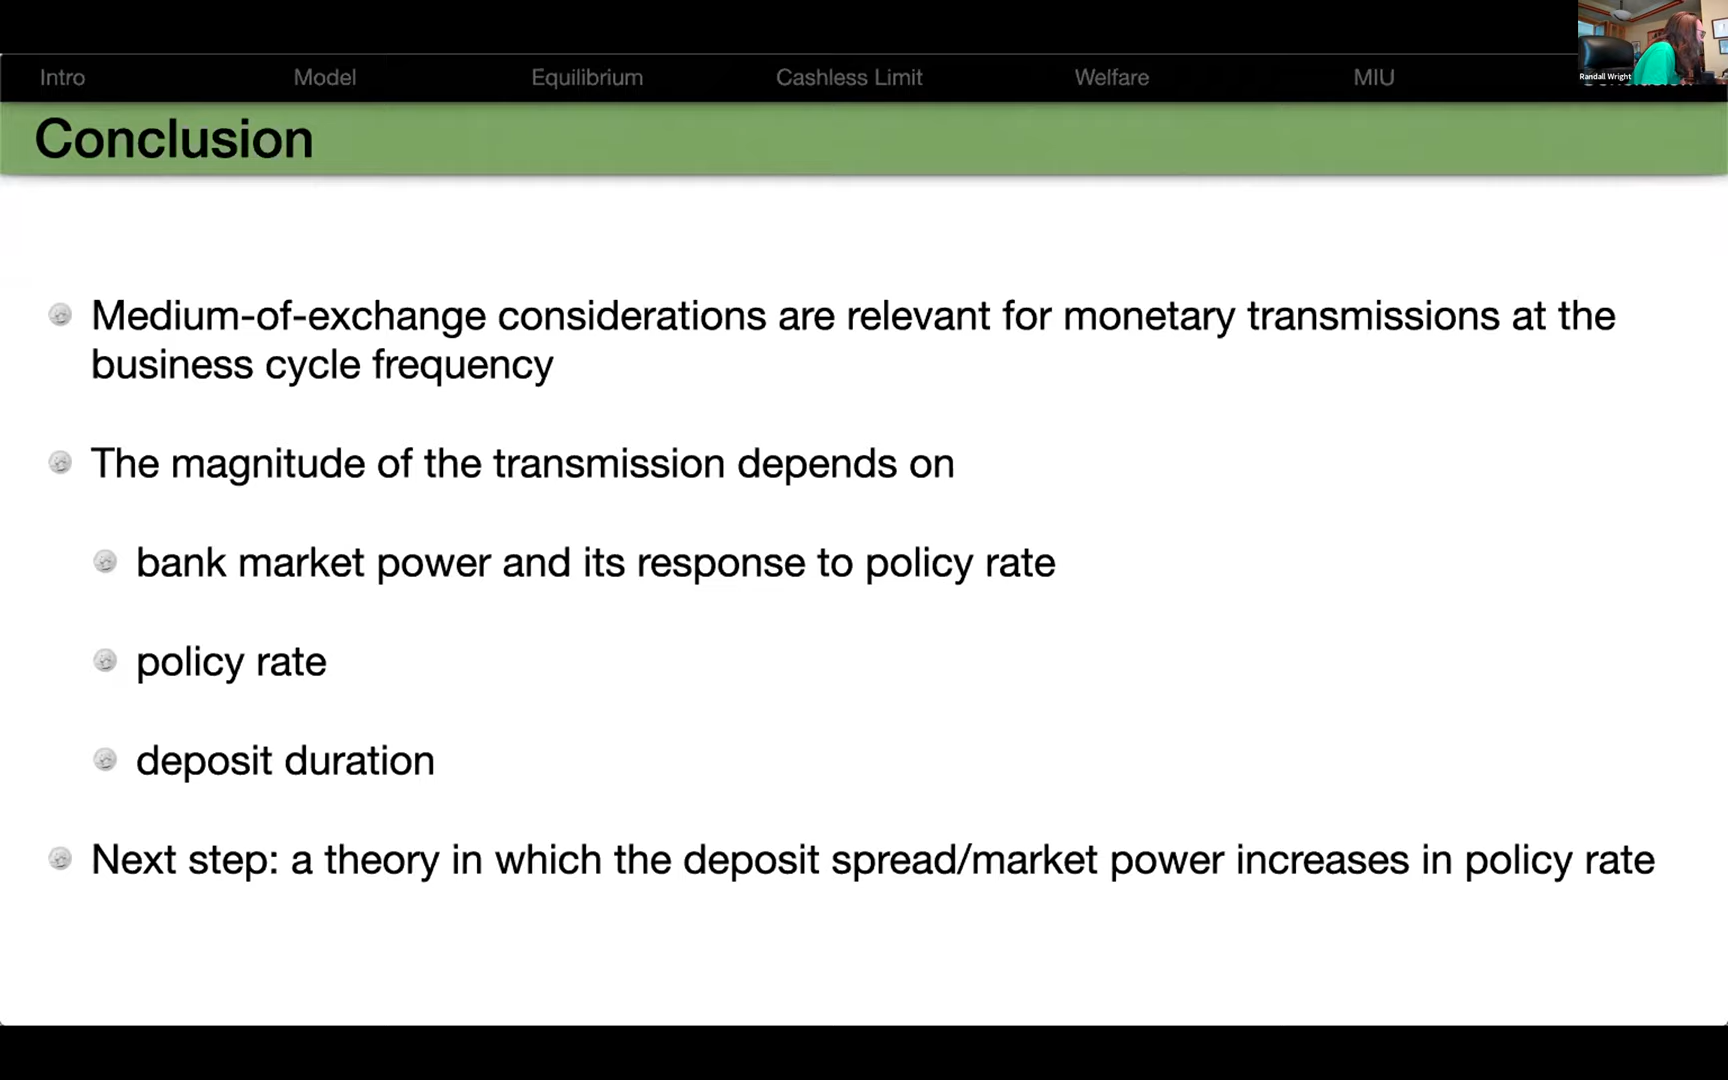 Intro Model Equilibrium Cashless Limit Welfare MIU
Randall Wright
Conclusion
Medium-of-exchange considerations are relevant for monetary transmissions at the
business cycle frequency
The magnitude of the transmission depends on
bank market power and its response to policy rate
policy rate
deposit duration
Next step: a theory in which the deposit spread/market power increases in policy rate